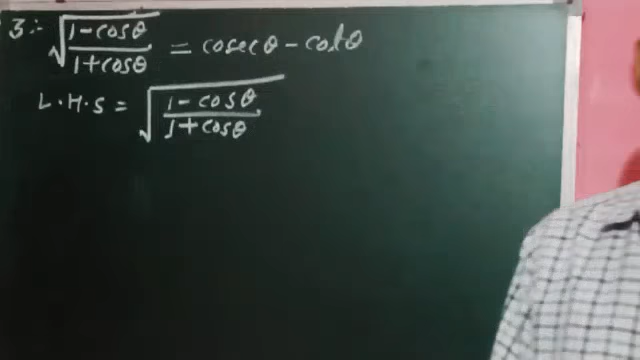 3:- √(1-cosθ/1+cosθ) = cosecθ - cotθ
L.H.S = √(1-cosθ/1+cosθ)